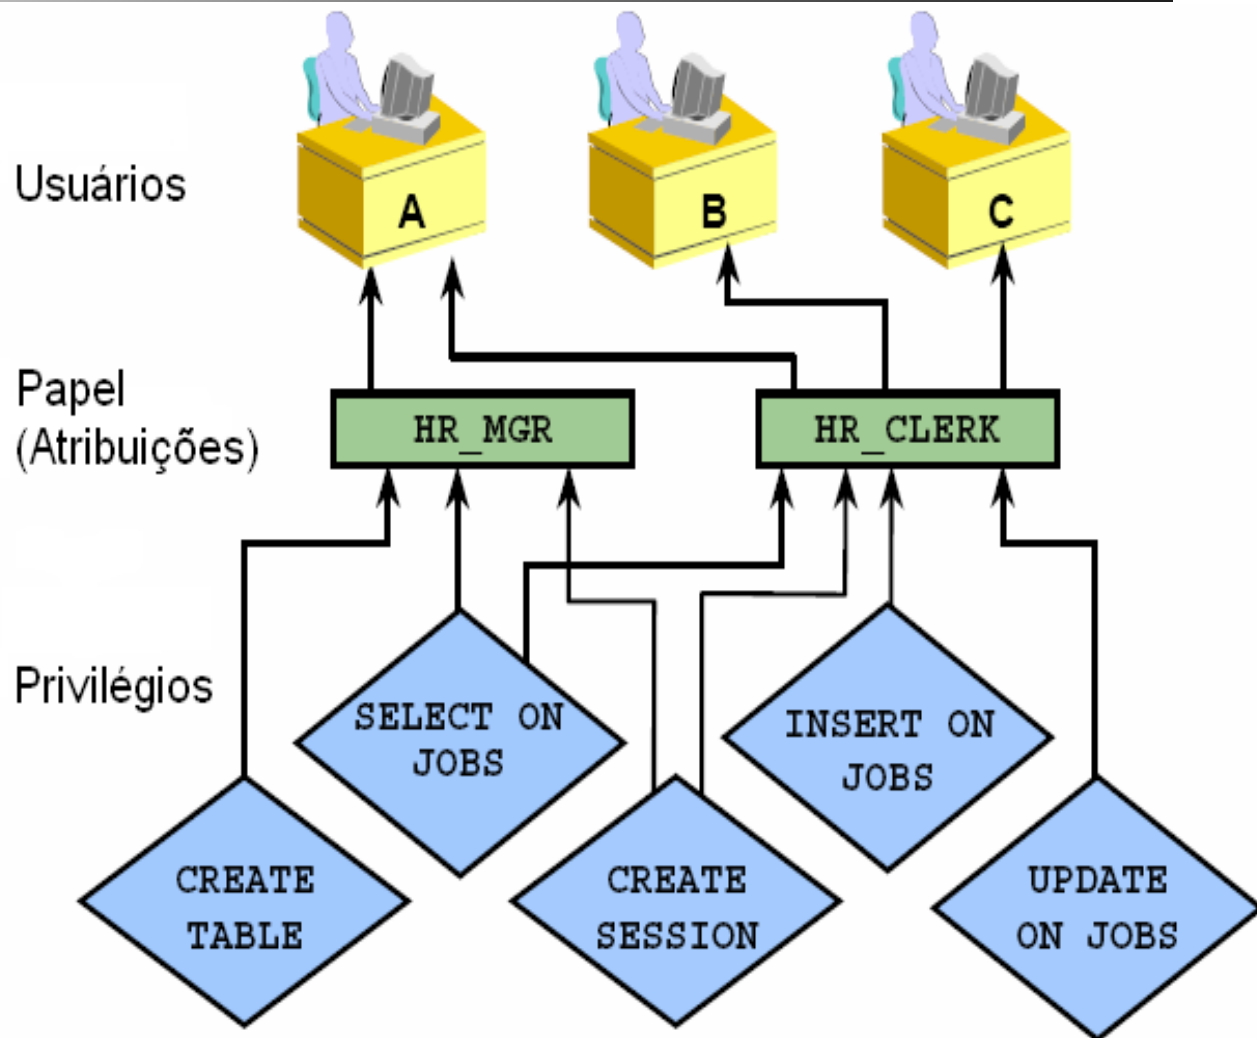 Usuários
A
B
C
Papel
(Atribuições)
HR_MGR
HR_CLERK
Privilégios
SELECT ON
JOBS
INSERT ON
JOBS
CREATE
TABLE
CREATE
SESSION
UPDATE
ON JOBS